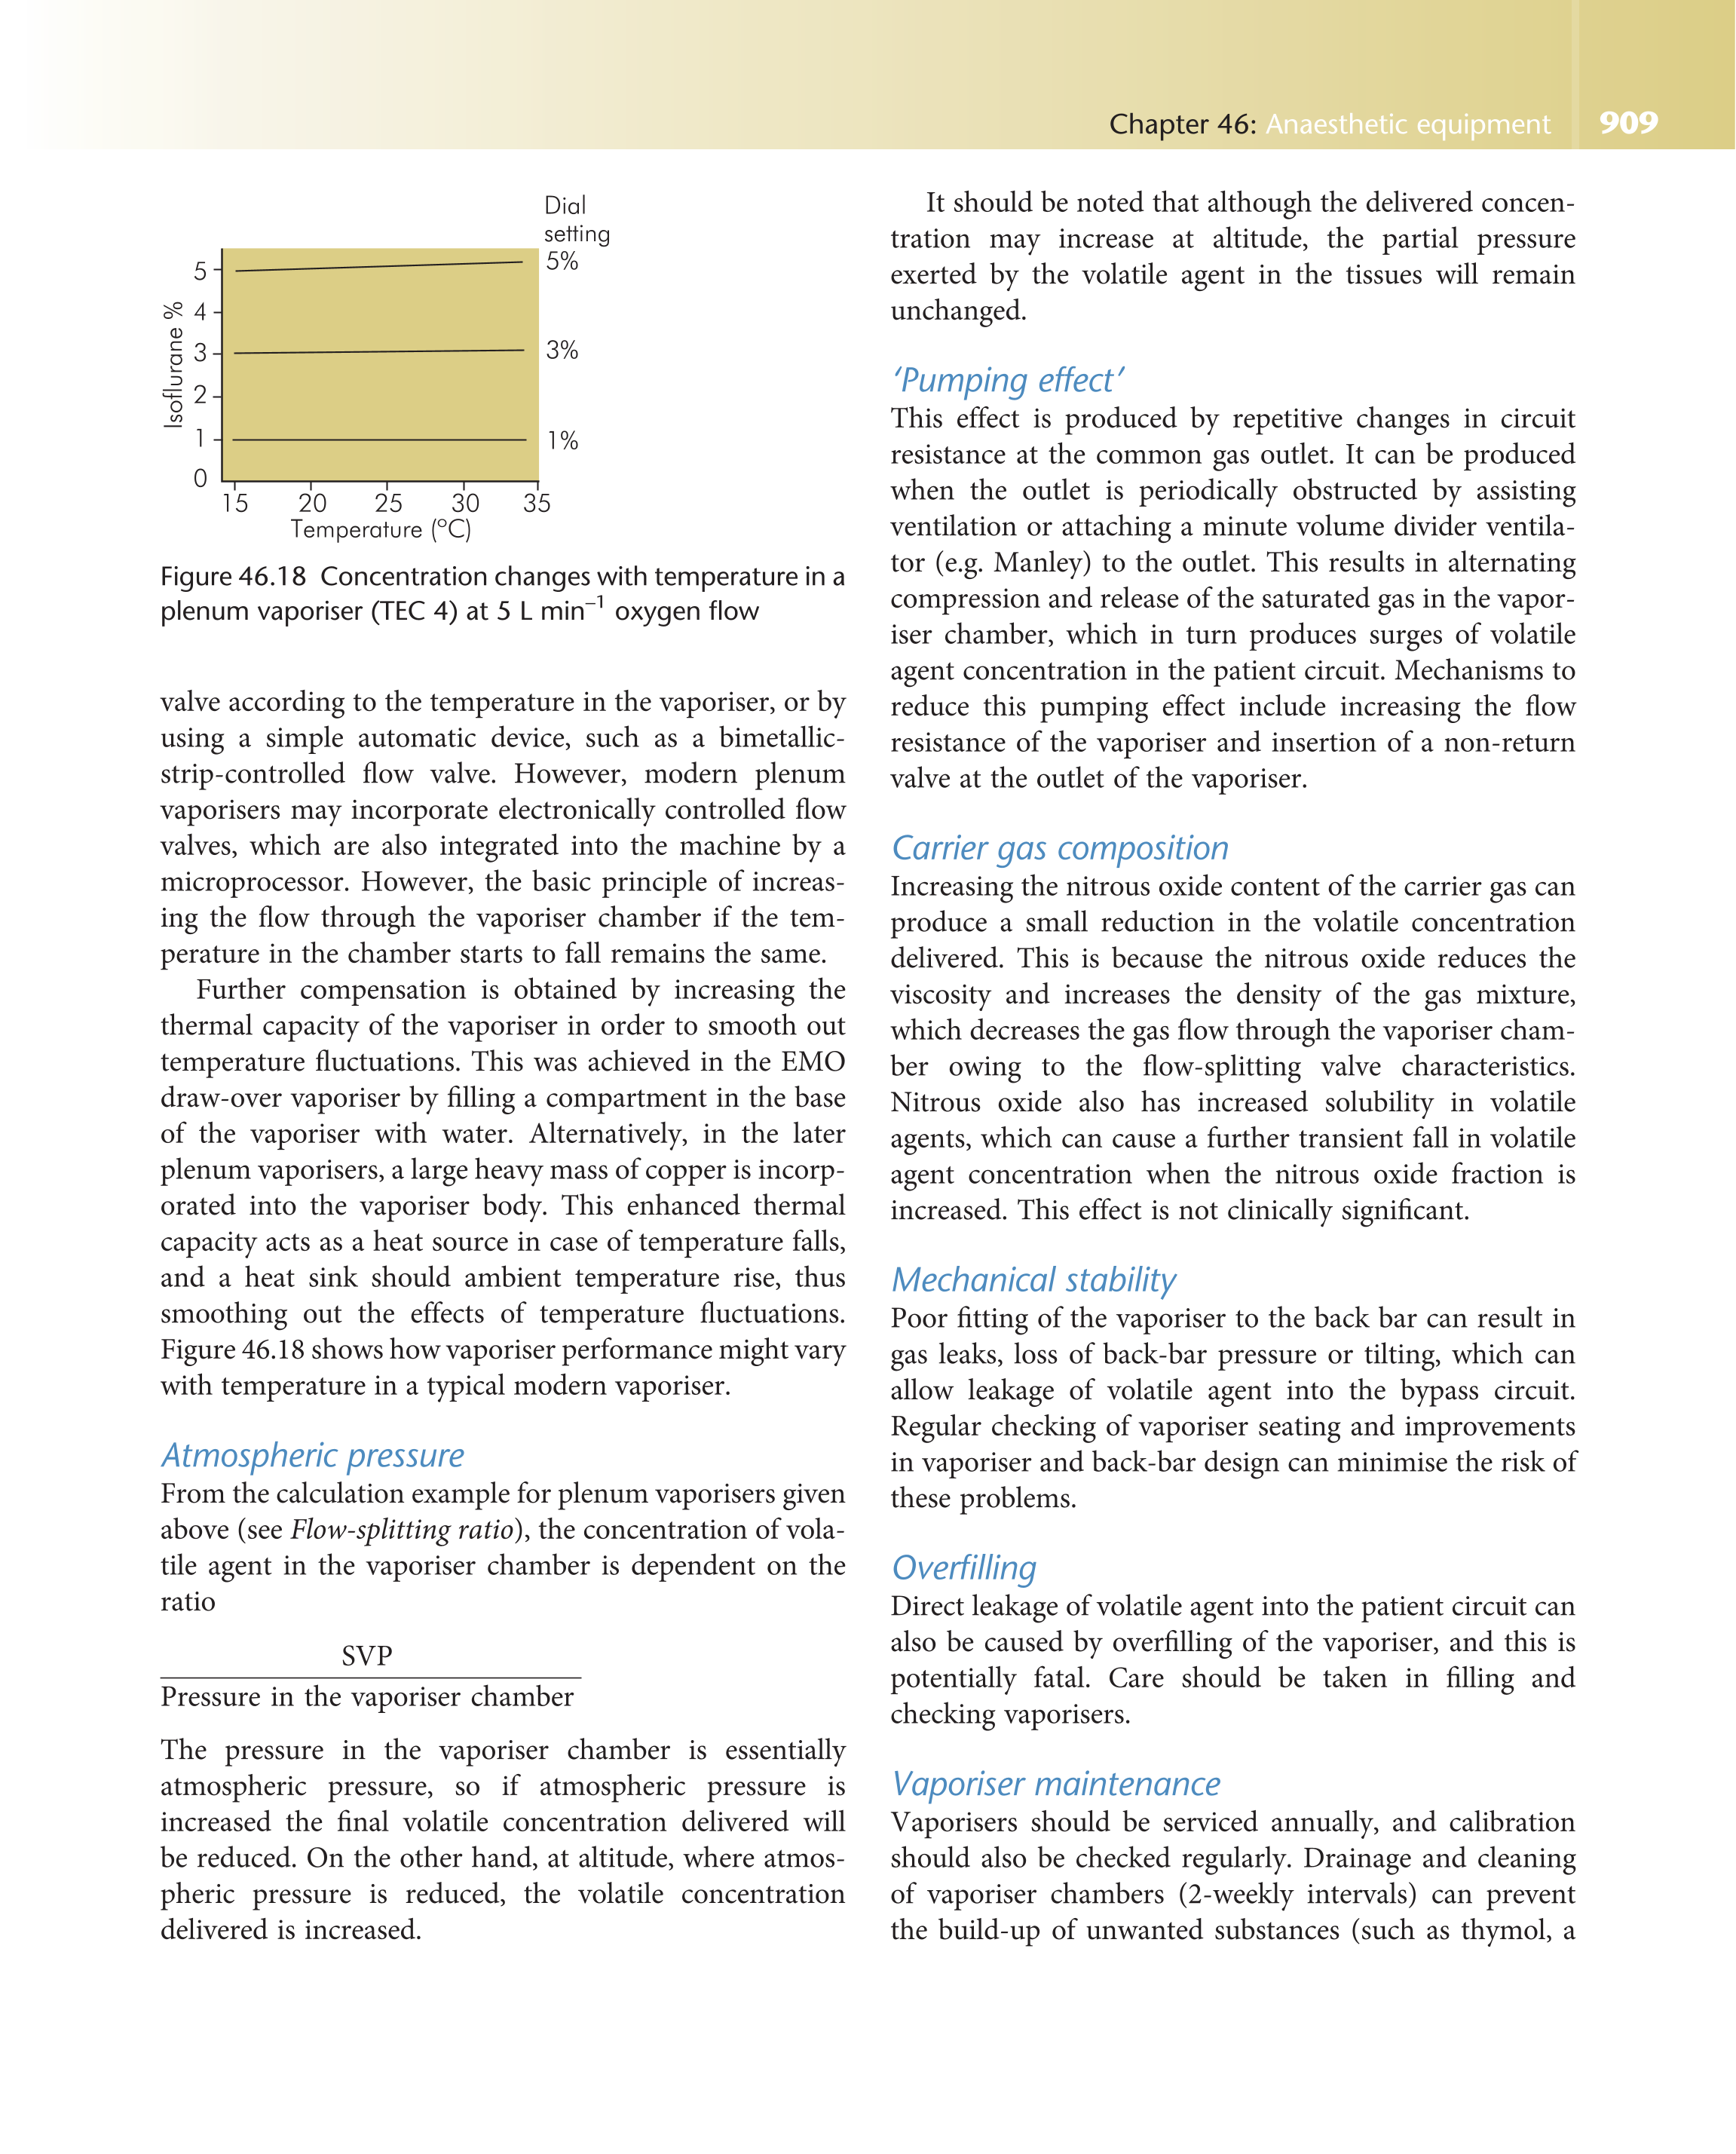 Chapter 46: Anaesthetic equipment 909
Dial
setting
5%
3%
1%
Isoflurane %
5
4
3
2
1
0
15 20 25 30 35
Temperature (°C)
Figure 46.18 Concentration changes with temperature in a
plenum vaporiser (TEC 4) at 5 L min⁻¹ oxygen flow
valve according to the temperature in the vaporiser, or by
using a simple automatic device, such as a bimetallic-
strip-controlled flow valve. However, modern plenum
vaporisers may incorporate electronically controlled flow
valves, which are also integrated into the machine by a
microprocessor. However, the basic principle of increas-
ing the flow through the vaporiser chamber if the tem-
perature in the chamber starts to fall remains the same.
Further compensation is obtained by increasing the
thermal capacity of the vaporiser in order to smooth out
temperature fluctuations. This was achieved in the EMO
draw-over vaporiser by filling a compartment in the base
of the vaporiser with water. Alternatively, in the later
plenum vaporisers, a large heavy mass of copper is incorp-
orated into the vaporiser body. This enhanced thermal
capacity acts as a heat source in case of temperature falls,
and a heat sink should ambient temperature rise, thus
smoothing out the effects of temperature fluctuations.
Figure 46.18 shows how vaporiser performance might vary
with temperature in a typical modern vaporiser.
Atmospheric pressure
From the calculation example for plenum vaporisers given
above (see Flow-splitting ratio), the concentration of vola-
tile agent in the vaporiser chamber is dependent on the
ratio
SVP
Pressure in the vaporiser chamber
The pressure in the vaporiser chamber is essentially
atmospheric pressure, so if atmospheric pressure is
increased the final volatile concentration delivered will
be reduced. On the other hand, at altitude, where atmos-
pheric pressure is reduced, the volatile concentration
delivered is increased.
It should be noted that although the delivered concen-
tration may increase at altitude, the partial pressure
exerted by the volatile agent in the tissues will remain
unchanged.
‘Pumping effect’
This effect is produced by repetitive changes in circuit
resistance at the common gas outlet. It can be produced
when the outlet is periodically obstructed by assisting
ventilation or attaching a minute volume divider ventila-
tor (e.g. Manley) to the outlet. This results in alternating
compression and release of the saturated gas in the vapor-
iser chamber, which in turn produces surges of volatile
agent concentration in the patient circuit. Mechanisms to
reduce this pumping effect include increasing the flow
resistance of the vaporiser and insertion of a non-return
valve at the outlet of the vaporiser.
Carrier gas composition
Increasing the nitrous oxide content of the carrier gas can
produce a small reduction in the volatile concentration
delivered. This is because the nitrous oxide reduces the
viscosity and increases the density of the gas mixture,
which decreases the gas flow through the vaporiser cham-
ber owing to the flow-splitting valve characteristics.
Nitrous oxide also has increased solubility in volatile
agents, which can cause a further transient fall in volatile
agent concentration when the nitrous oxide fraction is
increased. This effect is not clinically significant.
Mechanical stability
Poor fitting of the vaporiser to the back bar can result in
gas leaks, loss of back-bar pressure or tilting, which can
allow leakage of volatile agent into the bypass circuit.
Regular checking of vaporiser seating and improvements
in vaporiser and back-bar design can minimise the risk of
these problems.
Overfilling
Direct leakage of volatile agent into the patient circuit can
also be caused by overfilling of the vaporiser, and this is
potentially fatal. Care should be taken in filling and
checking vaporisers.
Vaporiser maintenance
Vaporisers should be serviced annually, and calibration
should also be checked regularly. Drainage and cleaning
of vaporiser chambers (2-weekly intervals) can prevent
the build-up of unwanted substances (such as thymol, a